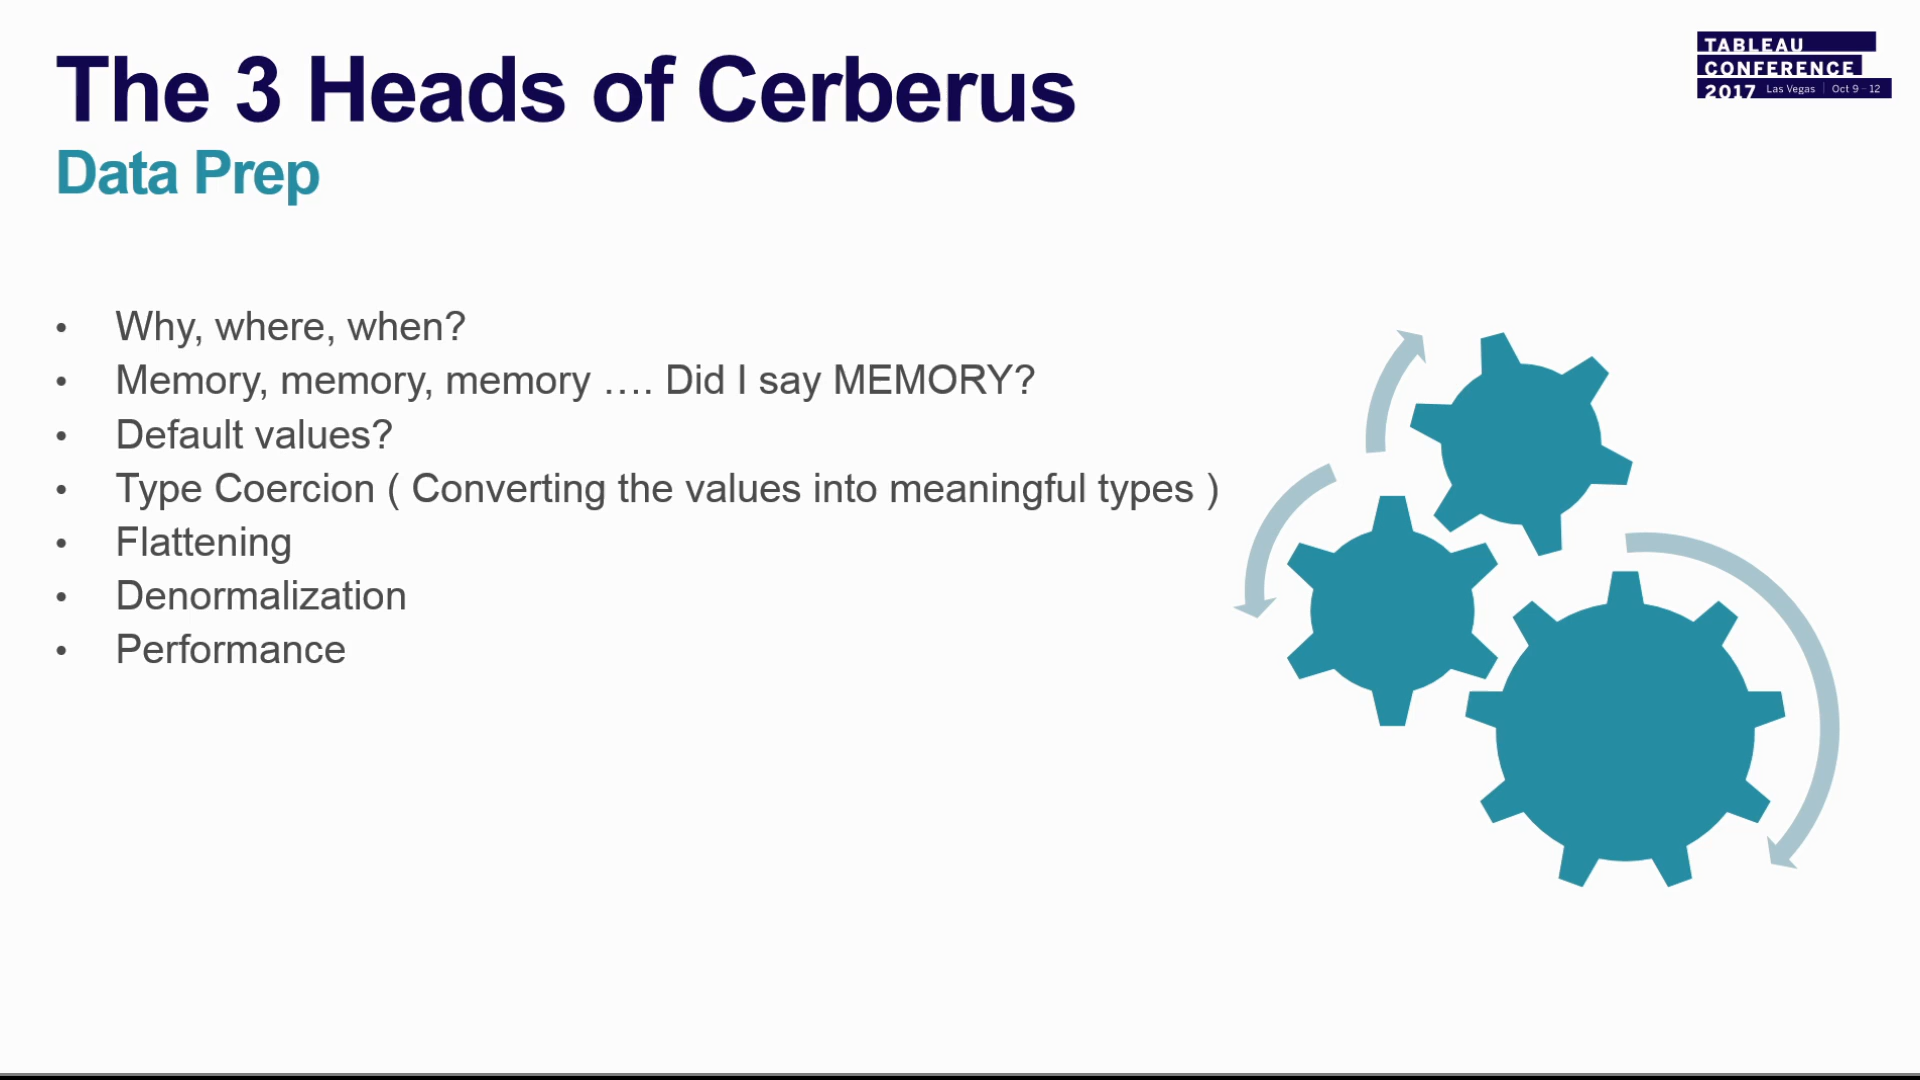 The 3 Heads of Cerberus
Data Prep
TABLEAU
CONFERENCE
2017 Las Vegas | Oct 9 - 12
• Why, where, when?
• Memory, memory, memory …. Did I say MEMORY?
• Default values?
• Type Coercion ( Converting the values into meaningful types )
• Flattening
• Denormalization
• Performance